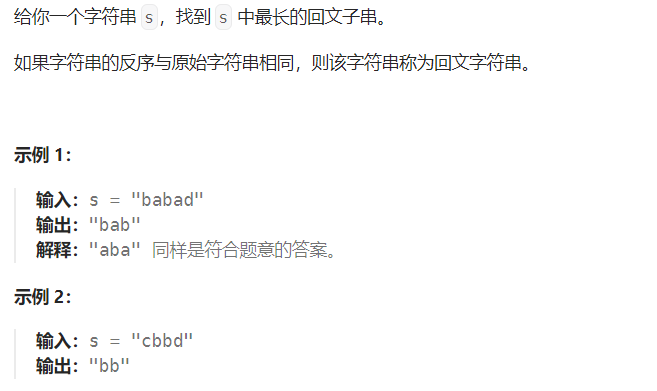 给你一个字符串 s，找到 s 中最长的回文子串。
如果字符串的反序与原始字符串相同，则该字符串称为回文字符串。
示例 1：
输入：s = "babad"
输出："bab"
解释："aba" 同样是符合题意的答案。
示例 2：
输入：s = "cbbd"
输出："bb"